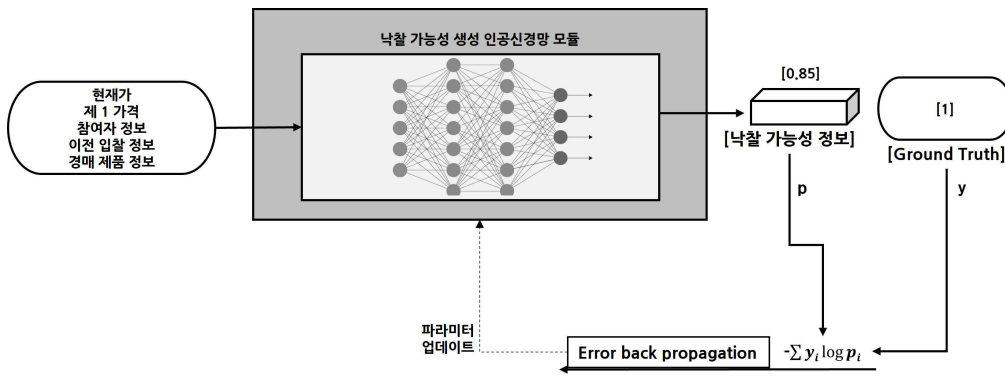 낙찰 가능성 생성 인공신경망 모듈
현재가
제 1 가격
참여자 정보
이전 입찰 정보
경매 제품 정보
[0.85]
[낙찰 가능성 정보]
[1]
[Ground Truth]
p
y
파라미터
업데이트
Error back propagation
-∑ yᵢ log pᵢ